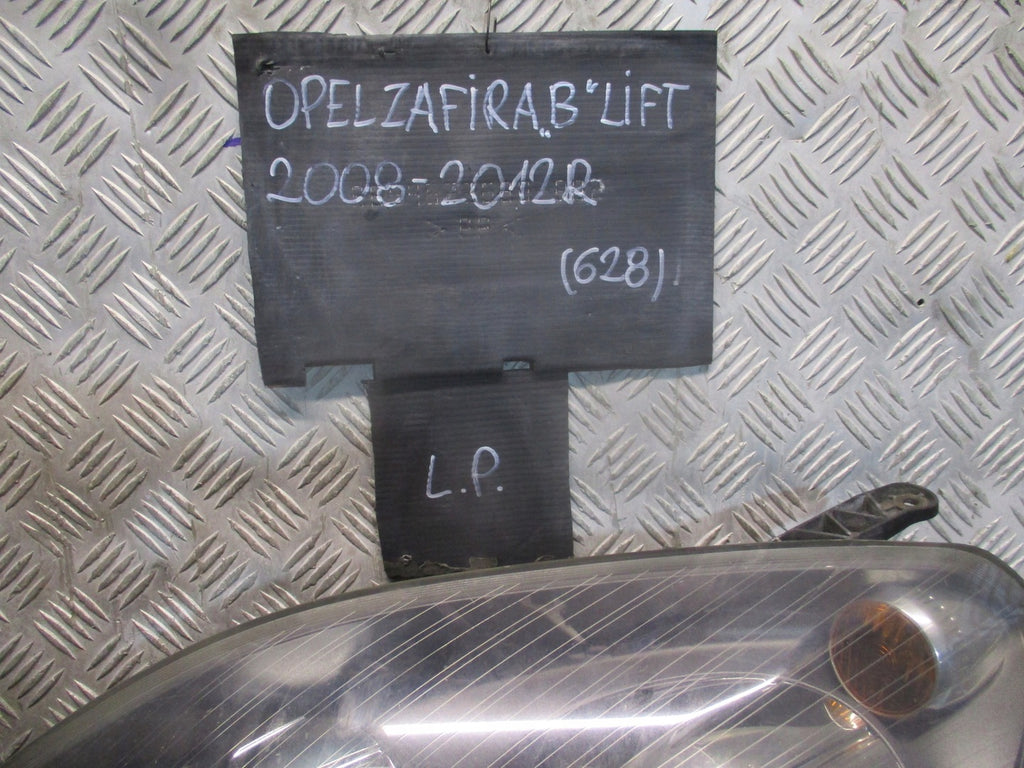 OPEL ZAFIRA „B" LIFT
2008-2012R
(628)
L.P.